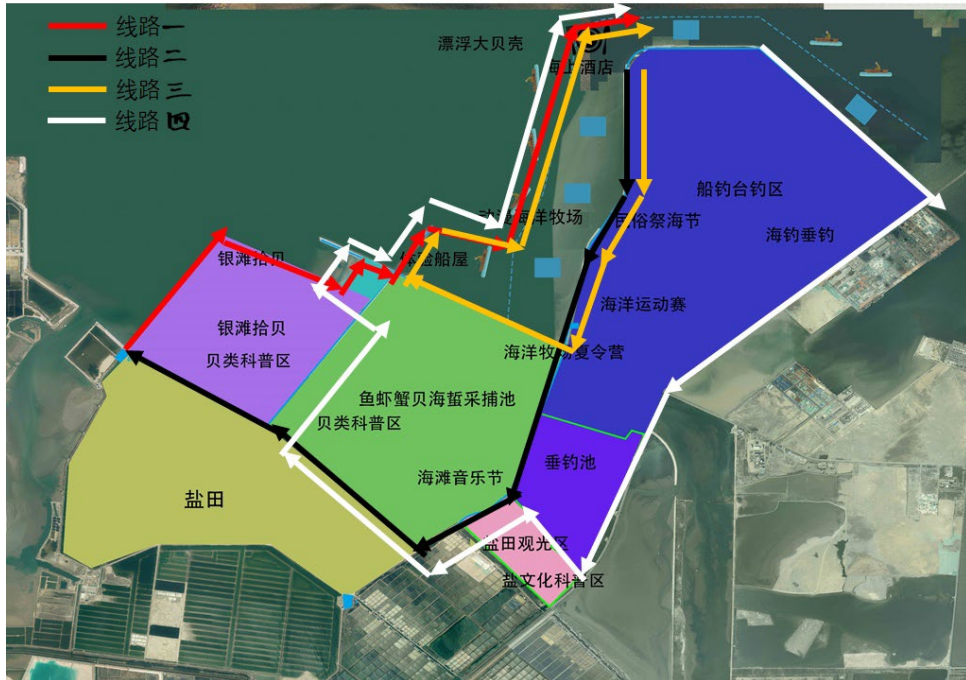 线路一
线路二
线路三
线路四
漂浮大贝壳
海上酒店
船钓台钓区
动漫海洋牧场
民俗祭海节
海钓垂钓
银滩拾贝
体验船屋
海洋运动赛
银滩拾贝
贝类科普区
海洋牧场夏令营
鱼虾蟹贝海蜇采捕池
贝类科普区
垂钓池
海滩音乐节
盐田
盐田观光区
盐文化科普区